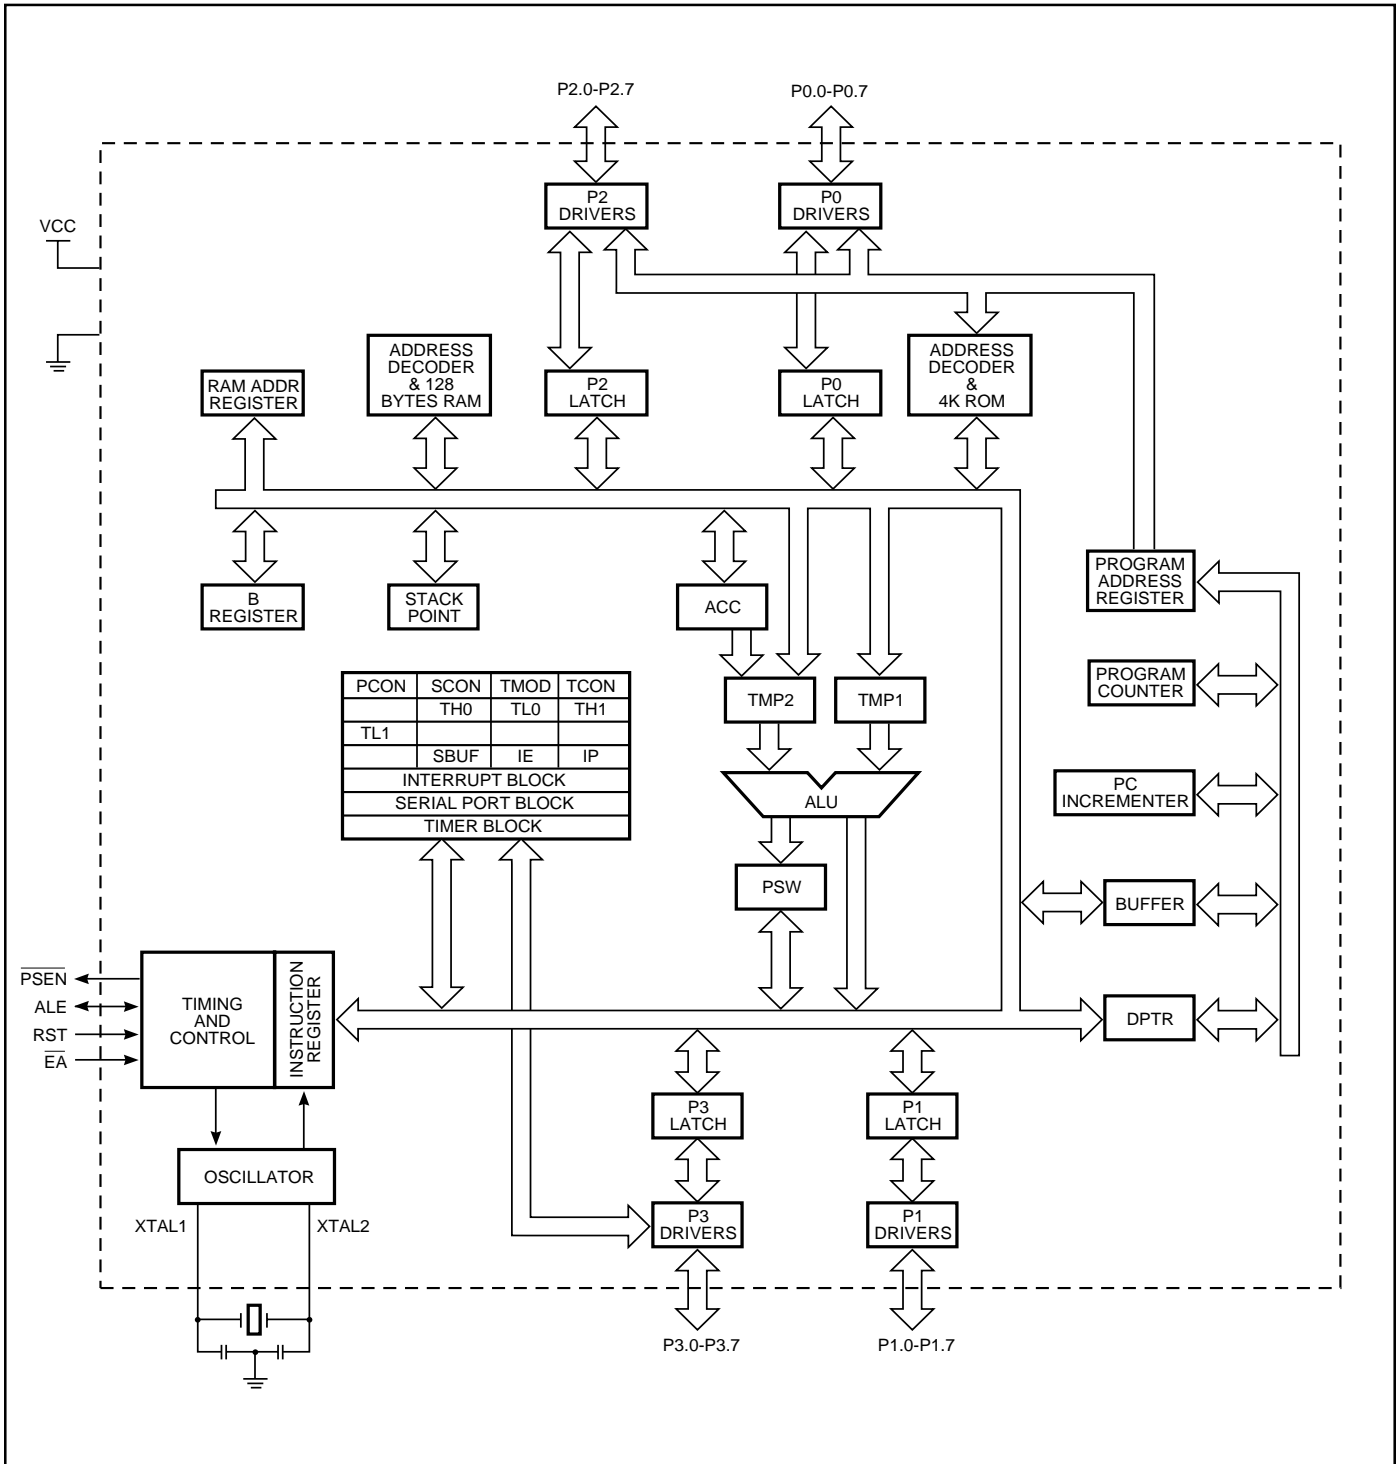 P2.0-P2.7
P0.0-P0.7
VCC
P2
DRIVERS
P0
DRIVERS
RAM ADDR
REGISTER
ADDRESS
DECODER
& 128
BYTES RAM
P2
LATCH
P0
LATCH
ADDRESS
DECODER
&
4K ROM
B
REGISTER
STACK
POINT
ACC
PROGRAM
ADDRESS
REGISTER
PCON SCON TMOD TCON
TH0 TL0 TH1
TL1
SBUF IE IP
INTERRUPT BLOCK
SERIAL PORT BLOCK
TIMER BLOCK
TMP2
TMP1
PROGRAM
COUNTER
ALU
PC
INCREMENTER
PSW
BUFFER
PSEN
ALE
RST
EA
TIMING
AND
CONTROL
INSTRUCTION
REGISTER
DPTR
P3
LATCH
P1
LATCH
OSCILLATOR
XTAL1
XTAL2
P3
DRIVERS
P1
DRIVERS
P3.0-P3.7
P1.0-P1.7